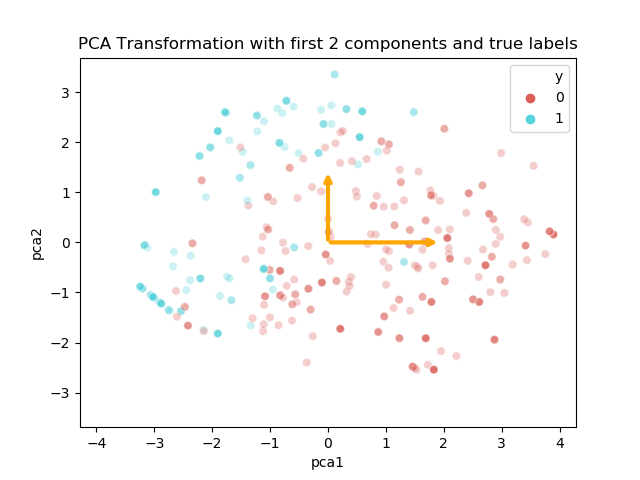 PCA Transformation with first 2 components and true labels
y
0
1
pca2
3
2
1
0
−1
−2
−3
−4 −3 −2 −1 0 1 2 3 4
pca1